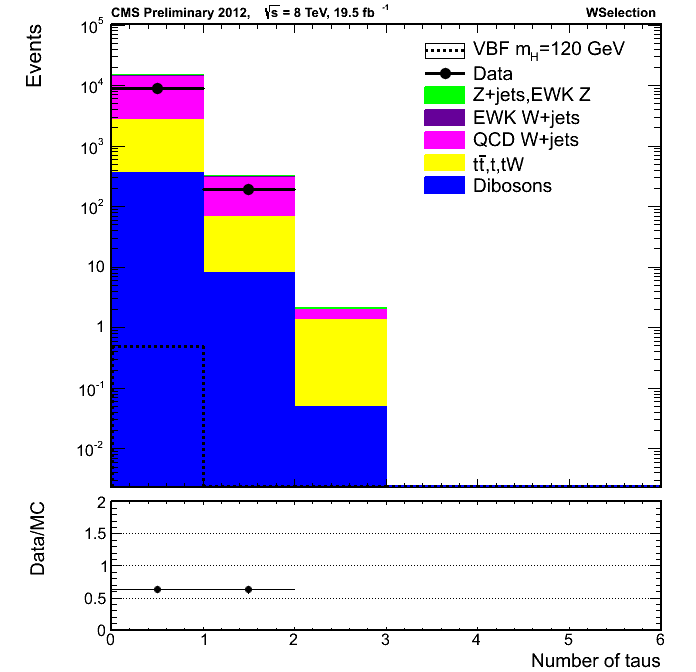 CMS Preliminary 2012, √s = 8 TeV, 19.5 fb⁻¹ WSelection
Events
10⁵
10⁴
10³
10²
10
1
10⁻¹
10⁻²
VBF m_H=120 GeV
Data
Z+jets,EWK Z
EWK W+jets
QCD W+jets
tt̄,t,tW
Dibosons
Data/MC
2
1.5
1
0.5
0
0 1 2 3 4 5 6
Number of taus